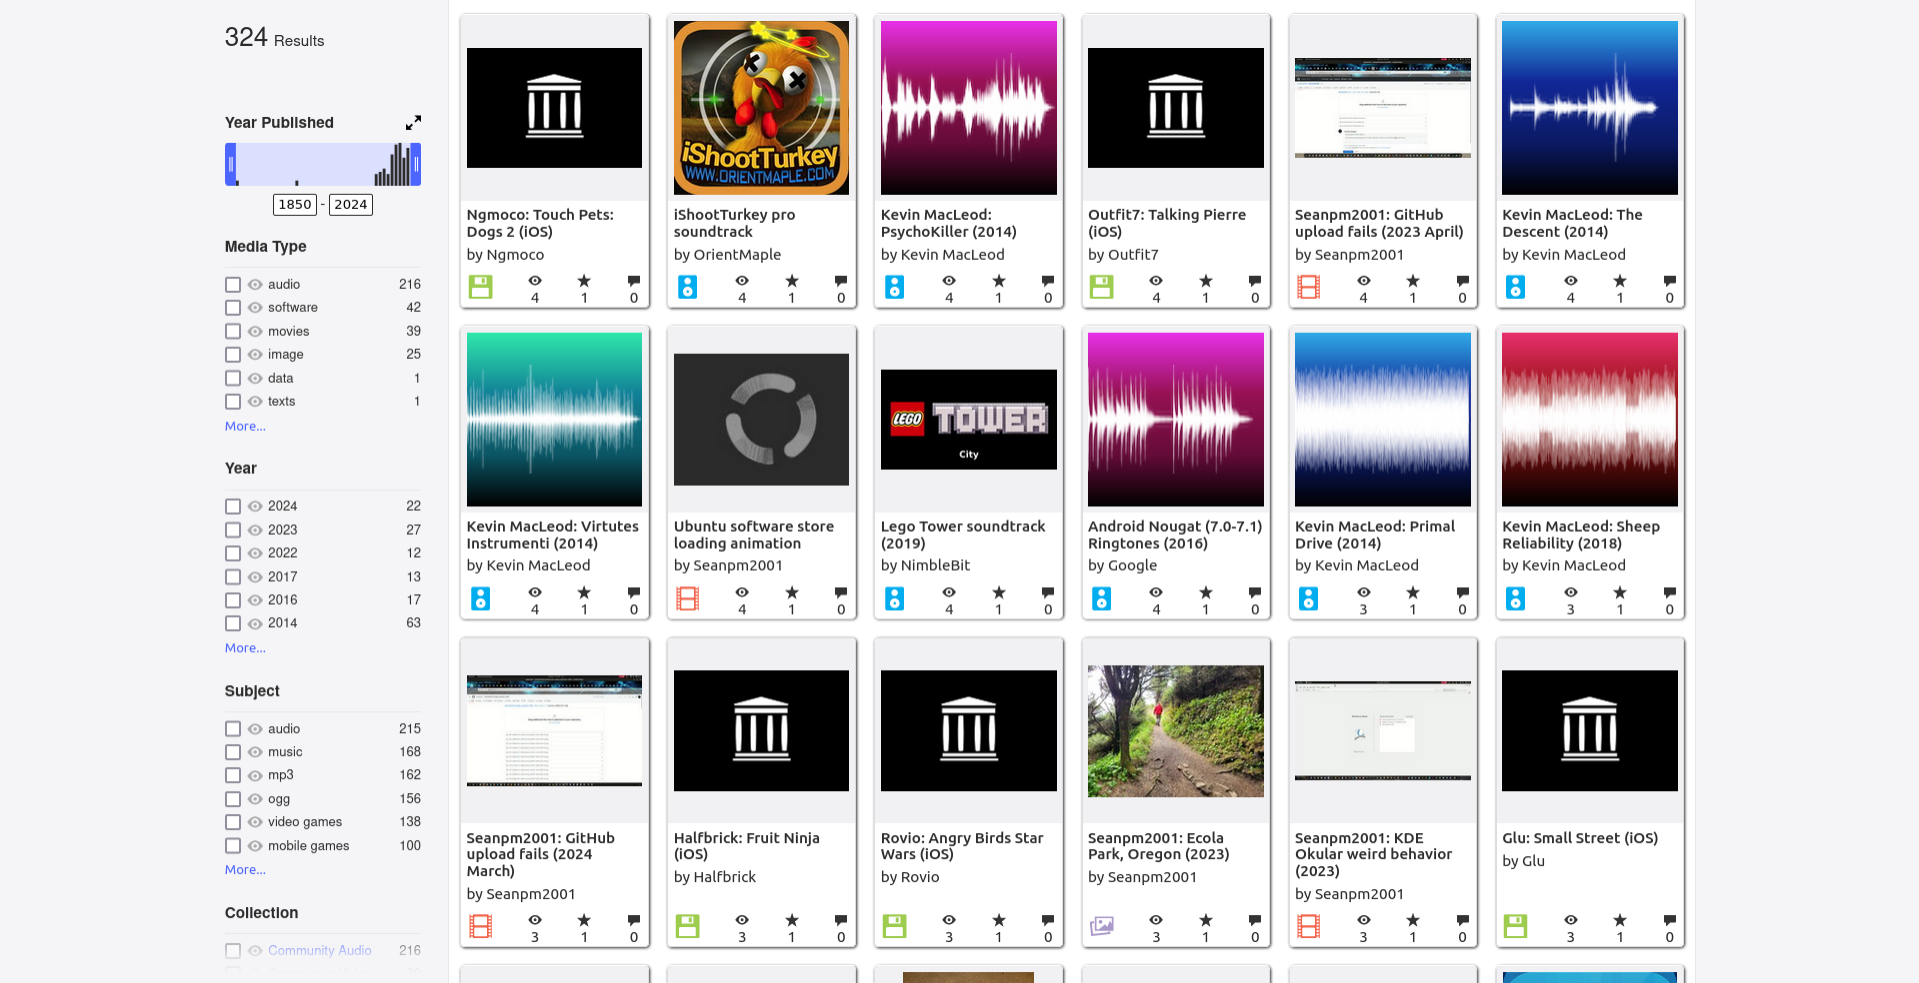 324 Results
Year Published
1850 - 2024
Media Type
audio 216
software 42
movies 39
image 25
data 1
texts 1
More...
Year
2024 22
2023 27
2022 12
2017 13
2016 17
2014 63
More...
Subject
audio 215
music 168
mp3 162
ogg 156
video games 138
mobile games 100
More...
Collection
Community Audio 216
Ngmoco: Touch Pets:
Dogs 2 (iOS)
by Ngmoco
4 1 0
iShootTurkey
WWW.ORIENTMAPLE.COM
iShootTurkey pro
soundtrack
by OrientMaple
4 1 0
Kevin MacLeod:
PsychoKiller (2014)
by Kevin MacLeod
4 1 0
Outfit7: Talking Pierre
(iOS)
by Outfit7
4 1 0
Seanpm2001: GitHub
upload fails (2023 April)
by Seanpm2001
4 1 0
Kevin MacLeod: The
Descent (2014)
by Kevin MacLeod
4 1 0
Kevin MacLeod: Virtutes
Instrumenti (2014)
by Kevin MacLeod
4 1 0
Ubuntu software store
loading animation
by Seanpm2001
4 1 0
LEGO TOWER
City
Lego Tower soundtrack
(2019)
by NimbleBit
4 1 0
Android Nougat (7.0-7.1)
Ringtones (2016)
by Google
4 1 0
Kevin MacLeod: Primal
Drive (2014)
by Kevin MacLeod
3 1 0
Kevin MacLeod: Sheep
Reliability (2018)
by Kevin MacLeod
3 1 0
Seanpm2001: GitHub
upload fails (2024
March)
by Seanpm2001
3 1 0
Halfbrick: Fruit Ninja
(iOS)
by Halfbrick
3 1 0
Rovio: Angry Birds Star
Wars (iOS)
by Rovio
3 1 0
Seanpm2001: Ecola
Park, Oregon (2023)
by Seanpm2001
3 1 0
Seanpm2001: KDE
Okular weird behavior
(2023)
by Seanpm2001
3 1 0
Glu: Small Street (iOS)
by Glu
3 1 0